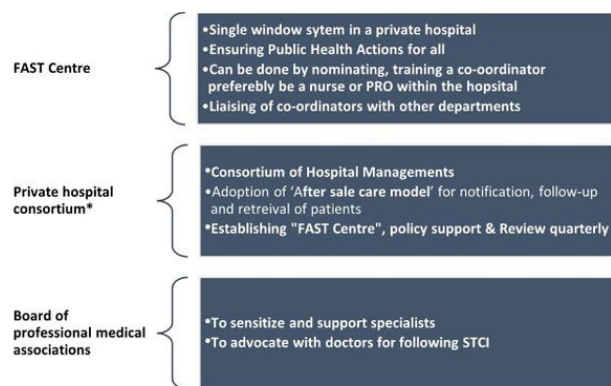 FAST Centre
•Single window sytem in a private hospital
•Ensuring Public Health Actions for all
•Can be done by nominating, training a co-oordinator
preferebly be a nurse or PRO within the hopsital
•Liaising of co-ordinators with other departments
Private hospital
consortium*
•Consortium of Hospital Managements
•Adoption of ‘After sale care model’ for notification, follow-up
and retreival of patients
•Establishing "FAST Centre", policy support & Review quarterly
Board of
professional medical
associations
•To sensitize and support specialists
•To advocate with doctors for following STCI